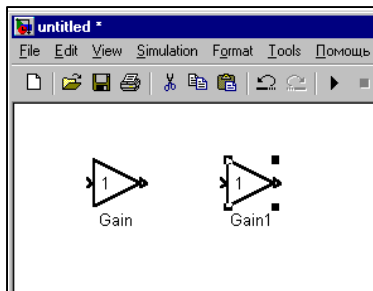 untitled *
File Edit View Simulation Format Tools Помощь
1 1
Gain Gain1